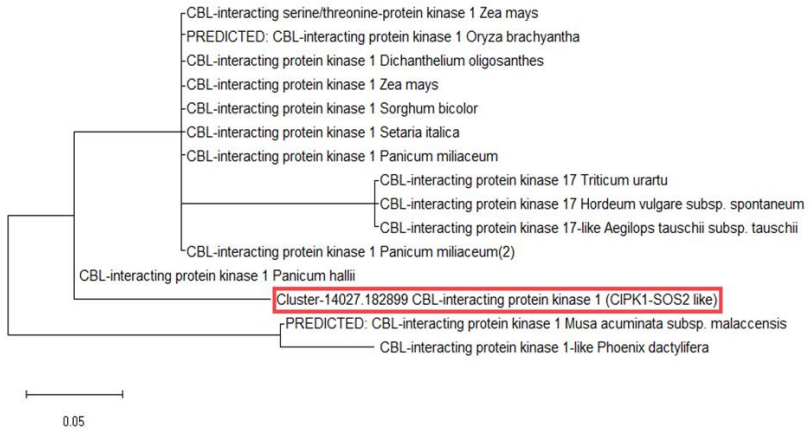 CBL-interacting serine/threonine-protein kinase 1 Zea mays
PREDICTED: CBL-interacting protein kinase 1 Oryza brachyantha
CBL-interacting protein kinase 1 Dichanthelium oligosanthes
CBL-interacting protein kinase 1 Zea mays
CBL-interacting protein kinase 1 Sorghum bicolor
CBL-interacting protein kinase 1 Setaria italica
CBL-interacting protein kinase 1 Panicum miliaceum
CBL-interacting protein kinase 17 Triticum urartu
CBL-interacting protein kinase 17 Hordeum vulgare subsp. spontaneum
CBL-interacting protein kinase 17-like Aegilops tauschii subsp. tauschii
CBL-interacting protein kinase 1 Panicum miliaceum(2)
CBL-interacting protein kinase 1 Panicum hallii
Cluster-14027.182899 CBL-interacting protein kinase 1 (CIPK1-SOS2 like)
PREDICTED: CBL-interacting protein kinase 1 Musa acuminata subsp. malaccensis
CBL-interacting protein kinase 1-like Phoenix dactylifera
0.05